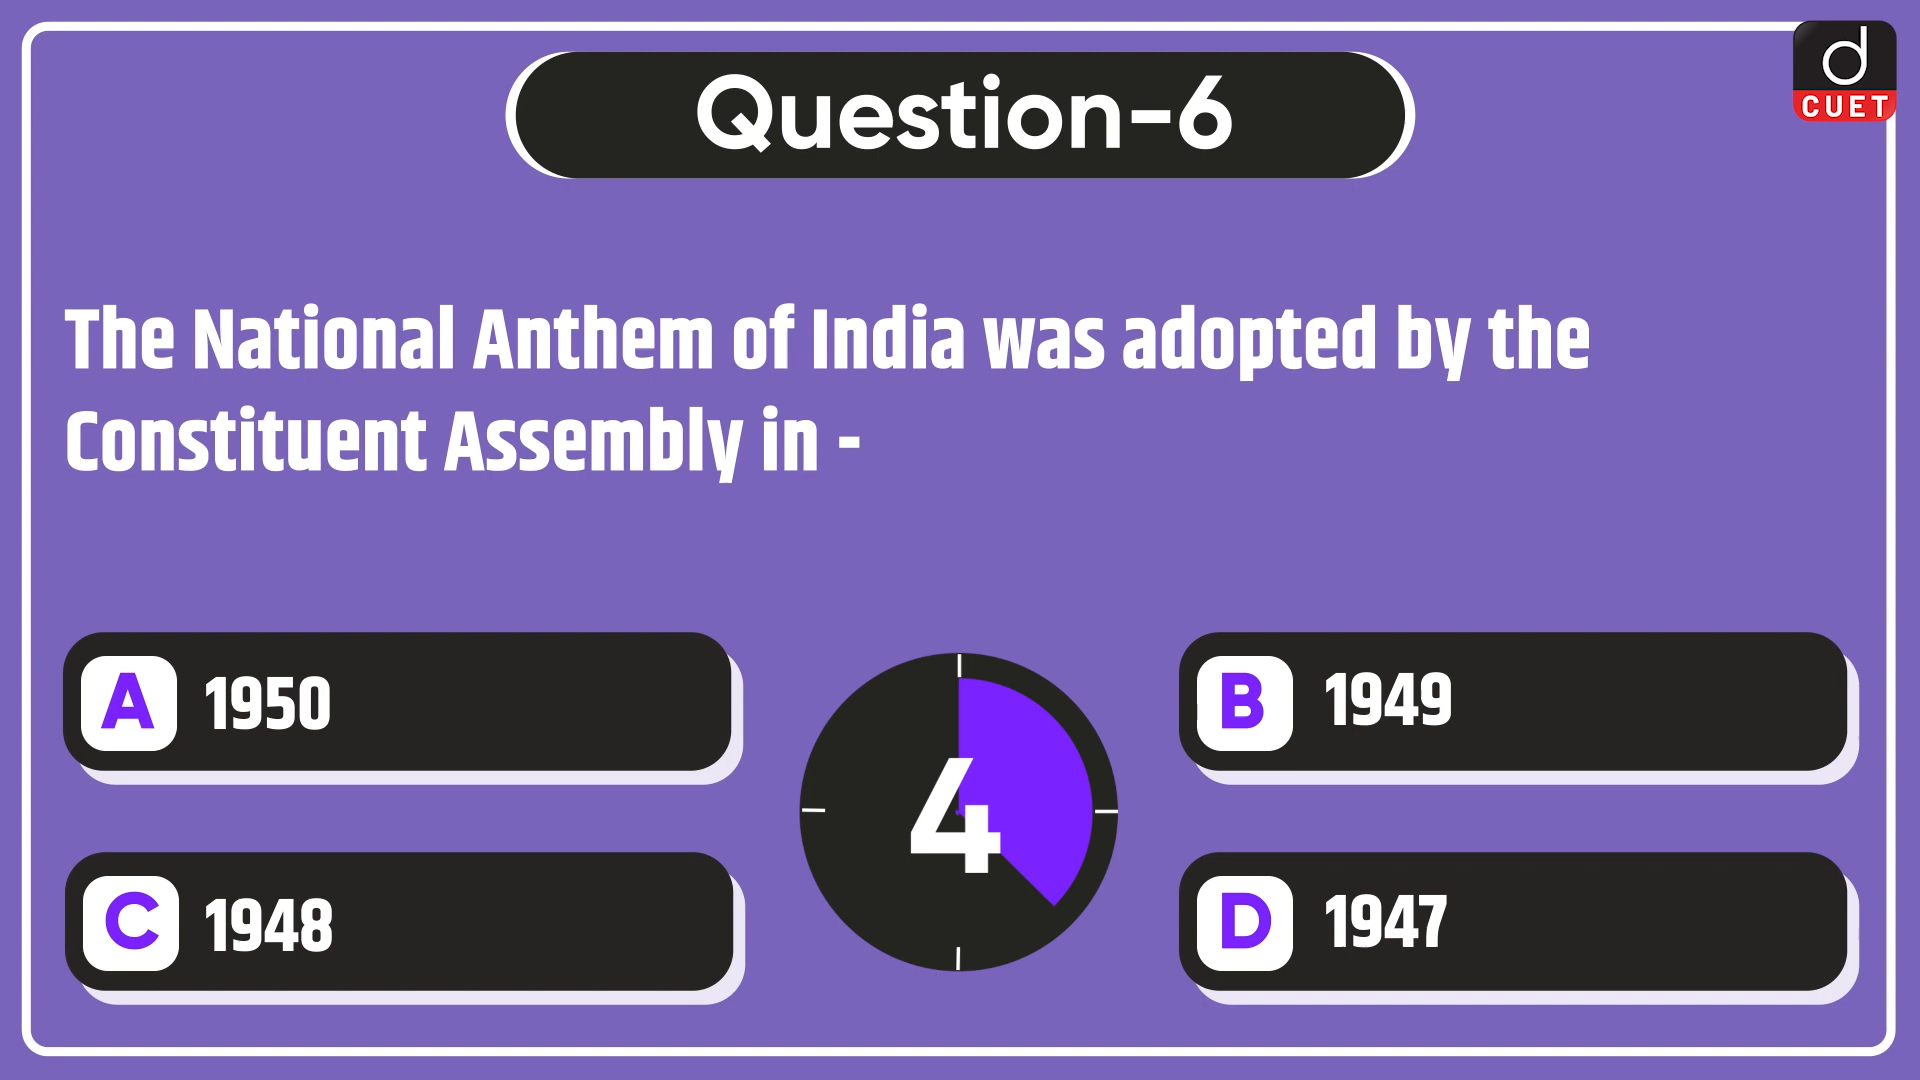 d
CUET
Question-6
The National Anthem of India was adopted by the
Constituent Assembly in -
A 1950
B 1949
4
C 1948
D 1947